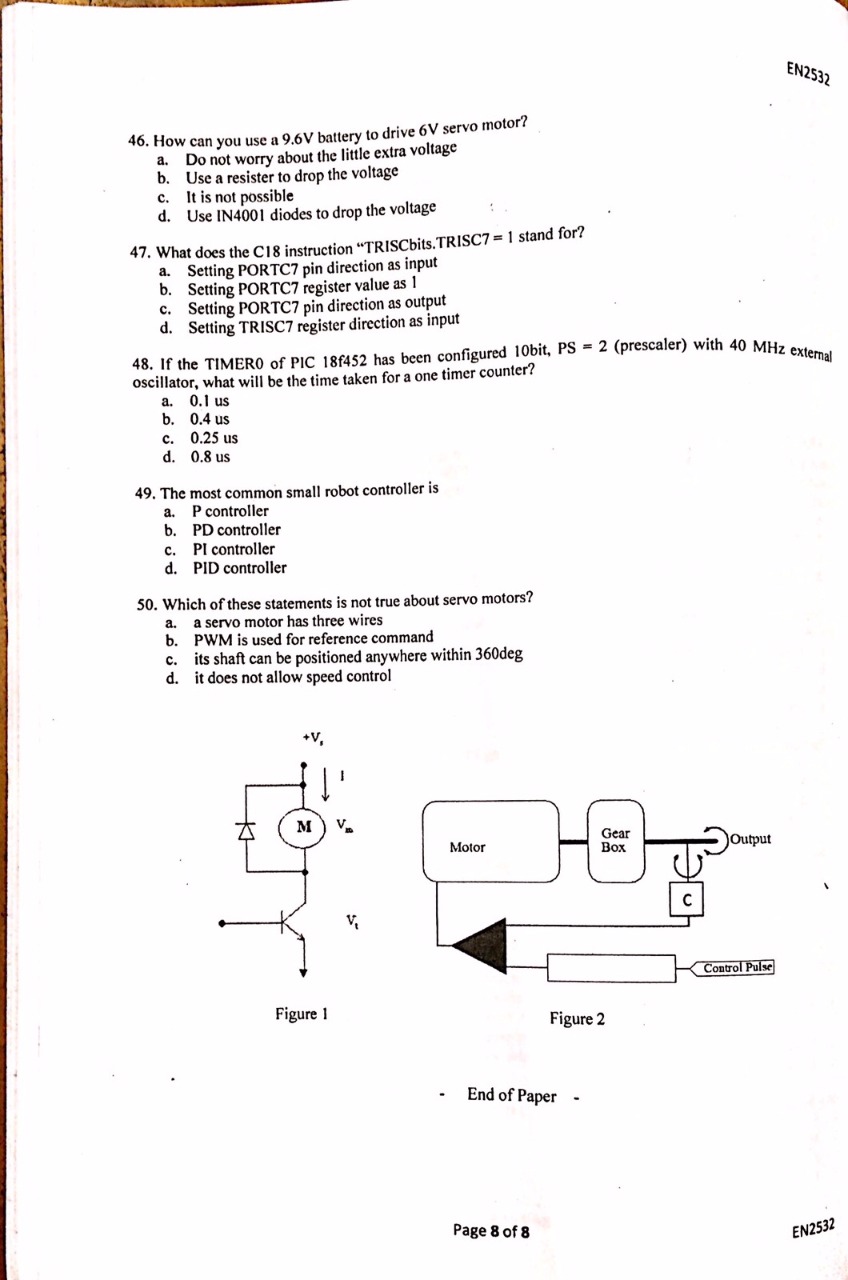 EN2532
46. How can you use a 9.6V battery to drive 6V servo motor?
a. Do not worry about the little extra voltage
b. Use a resister to drop the voltage
c. It is not possible
d. Use IN4001 diodes to drop the voltage
47. What does the C18 instruction “TRISCbits.TRISC7 = 1 stand for?
a. Setting PORTC7 pin direction as input
b. Setting PORTC7 register value as 1
c. Setting PORTC7 pin direction as output
d. Setting TRISC7 register direction as input
48. If the TIMER0 of PIC 18f452 has been configured 10bit, PS = 2 (prescaler) with 40 MHz external
oscillator, what will be the time taken for a one timer counter?
a. 0.1 us
b. 0.4 us
c. 0.25 us
d. 0.8 us
49. The most common small robot controller is
a. P controller
b. PD controller
c. PI controller
d. PID controller
50. Which of these statements is not true about servo motors?
a. a servo motor has three wires
b. PWM is used for reference command
c. its shaft can be positioned anywhere within 360deg
d. it does not allow speed control
+Vs
I
M Vm
Vt
Figure 1
Motor
Gear
Box
Output
C
Control Pulse
Figure 2
- End of Paper -
Page 8 of 8
EN2532